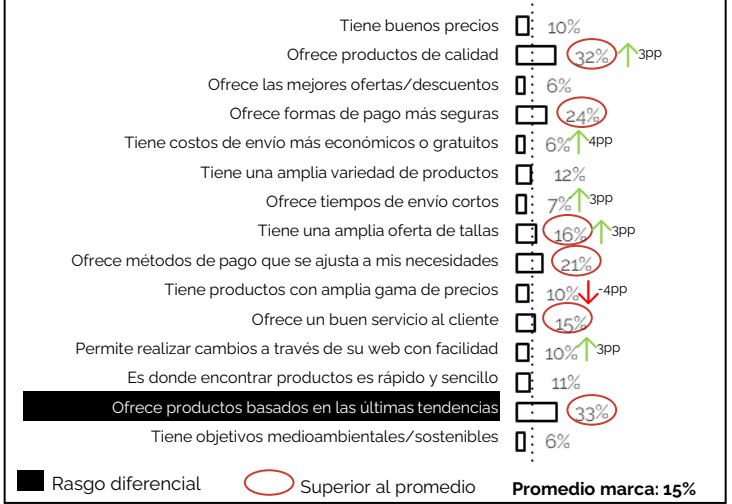 Tiene buenos precios 10%
Ofrece productos de calidad 32% 3pp
Ofrece las mejores ofertas/descuentos 6%
Ofrece formas de pago más seguras 24%
Tiene costos de envío más económicos o gratuitos 6% 4pp
Tiene una amplia variedad de productos 12%
Ofrece tiempos de envío cortos 7% 3pp
Tiene una amplia oferta de tallas 16% 3pp
Ofrece métodos de pago que se ajusta a mis necesidades 21%
Tiene productos con amplia gama de precios 10% -4pp
Ofrece un buen servicio al cliente 15%
Permite realizar cambios a través de su web con facilidad 10% 3pp
Es donde encontrar productos es rápido y sencillo 11%
Ofrece productos basados en las últimas tendencias 33%
Tiene objetivos medioambientales/sostenibles 6%
Rasgo diferencial Superior al promedio Promedio marca: 15%